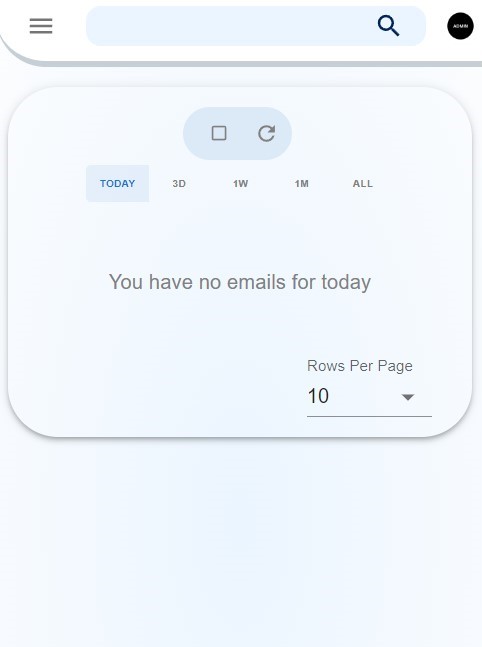 ADMIN
TODAY 3D 1W 1M ALL
You have no emails for today
Rows Per Page
10